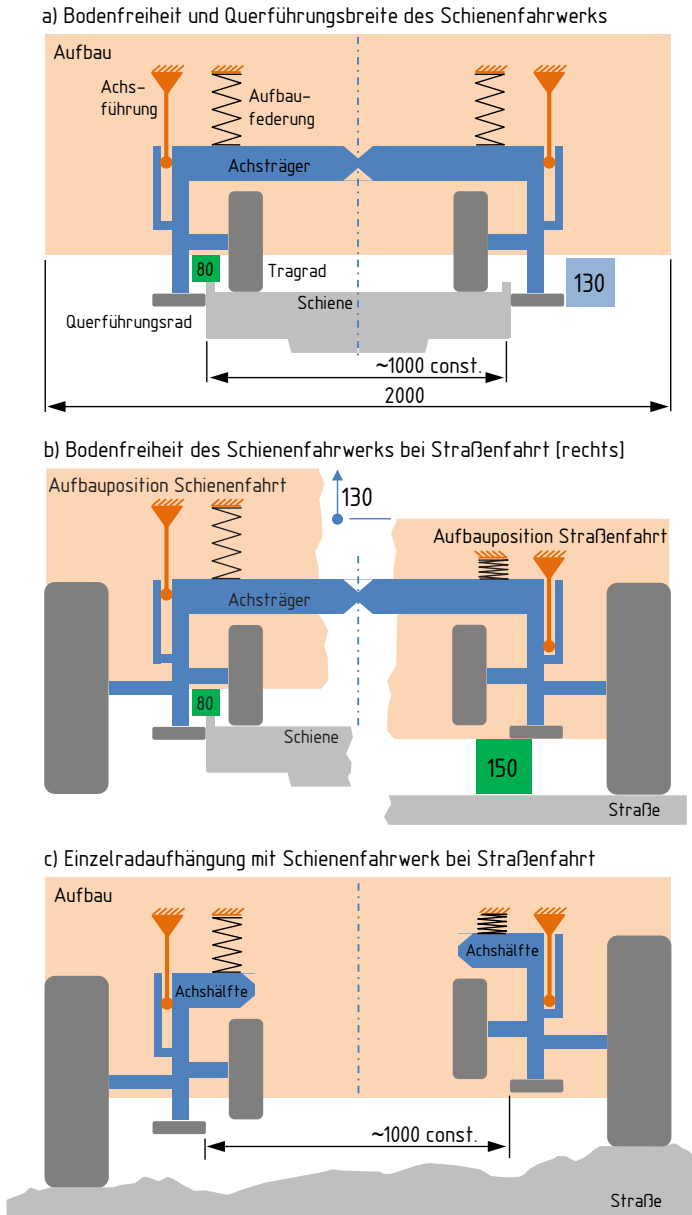 a) Bodenfreiheit und Querführungsbreite des Schienenfahrwerks
Aufbau
Achs-
führung
Aufbau-
federung
Achsträger
80
Tragrad
130
Schiene
Querführungsrad
~1000 const.
2000
b) Bodenfreiheit des Schienenfahrwerks bei Straßenfahrt [rechts]
Aufbauposition Schienenfahrt
130
Aufbauposition Straßenfahrt
Achsträger
80
Schiene
150
Straße
c) Einzelradaufhängung mit Schienenfahrwerk bei Straßenfahrt
Aufbau
Achshälfte
Achshälfte
~1000 const.
Straße